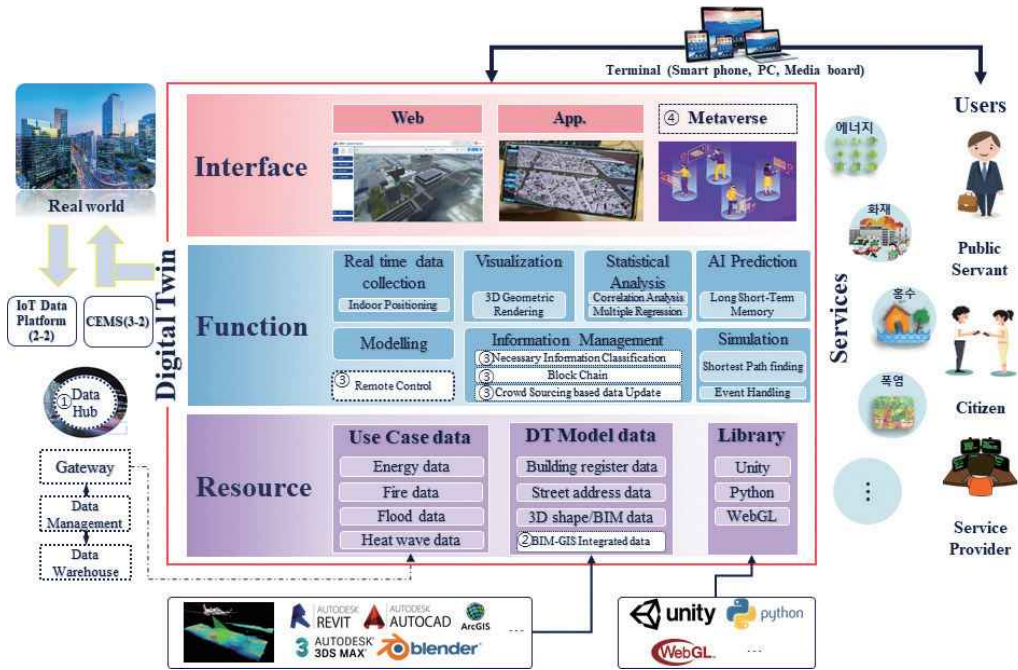 Terminal (Smart phone, PC, Media board)
Real world
IoT Data
Platform
(2-2)
CEMS(3-2)
① Data
Hub
Gateway
Data
Management
Data
Warehouse
Digital Twin
Interface
Web
App.
④ Metaverse
Function
Real time data
collection
Indoor Positioning
Visualization
3D Geometric
Rendering
Statistical
Analysis
Correlation Analysis
Multiple Regression
AI Prediction
Long Short-Term
Memory
Modelling
③ Remote Control
Information Management
③ Necessary Information Classification
③ Block Chain
③ Crowd Sourcing based data Update
Simulation
Shortest Path finding
Event Handling
Resource
Use Case data
Energy data
Fire data
Flood data
Heat wave data
DT Model data
Building register data
Street address data
3D shape/BIM data
② BIM-GIS Integrated data
Library
Unity
Python
WebGL
Services
에너지
화재
홍수
폭염
⋮
Users
Public
Servant
Citizen
Service
Provider
AUTODESK
REVIT
AUTODESK
AUTOCAD
ArcGIS
...
AUTODESK
3DS MAX
blender
unity
python
WebGL
...